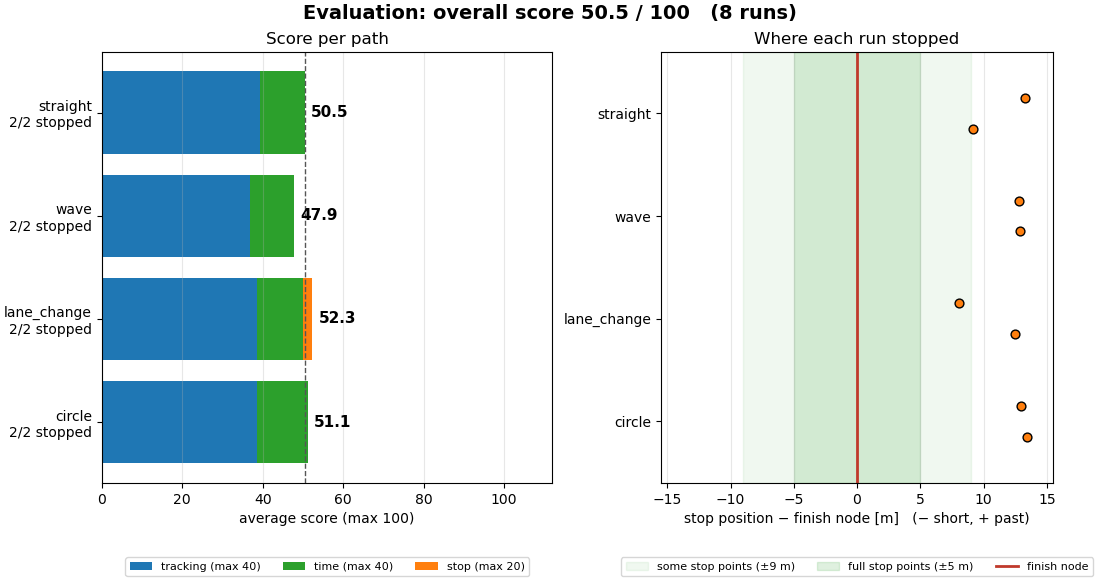 Evaluation: overall score 50.5 / 100   (8 runs)
Score per path
straight
2/2 stopped
50.5
wave
2/2 stopped
47.9
lane_change
2/2 stopped
52.3
circle
2/2 stopped
51.1
0 20 40 60 80 100
average score (max 100)
tracking (max 40) time (max 40) stop (max 20)
Where each run stopped
straight
wave
lane_change
circle
−15 −10 −5 0 5 10 15
stop position − finish node [m]   (− short, + past)
some stop points (±9 m) full stop points (±5 m) finish node